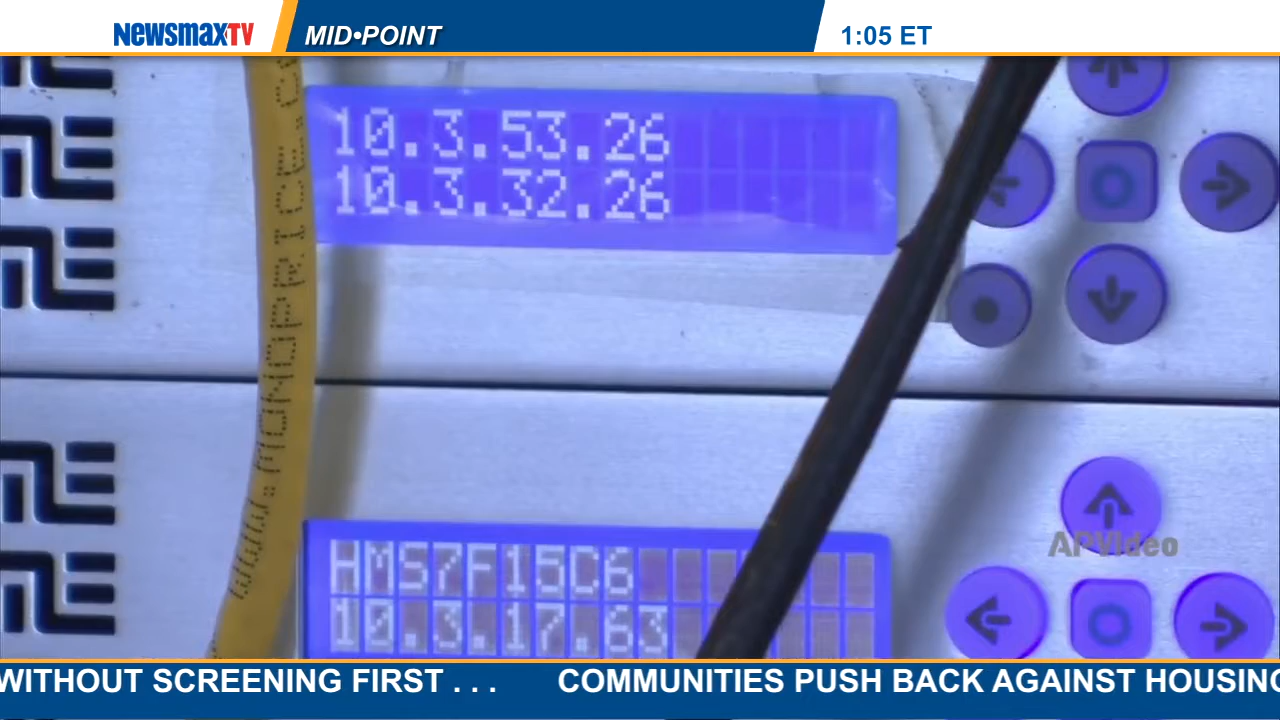 NEWSMAXTV
MID•POINT
1:05 ET
10.3.53.26
10.3.32.26
HMS7F15C6
10.3.17.63
APVideo
WITHOUT SCREENING FIRST . . . COMMUNITIES PUSH BACK AGAINST HOUSING